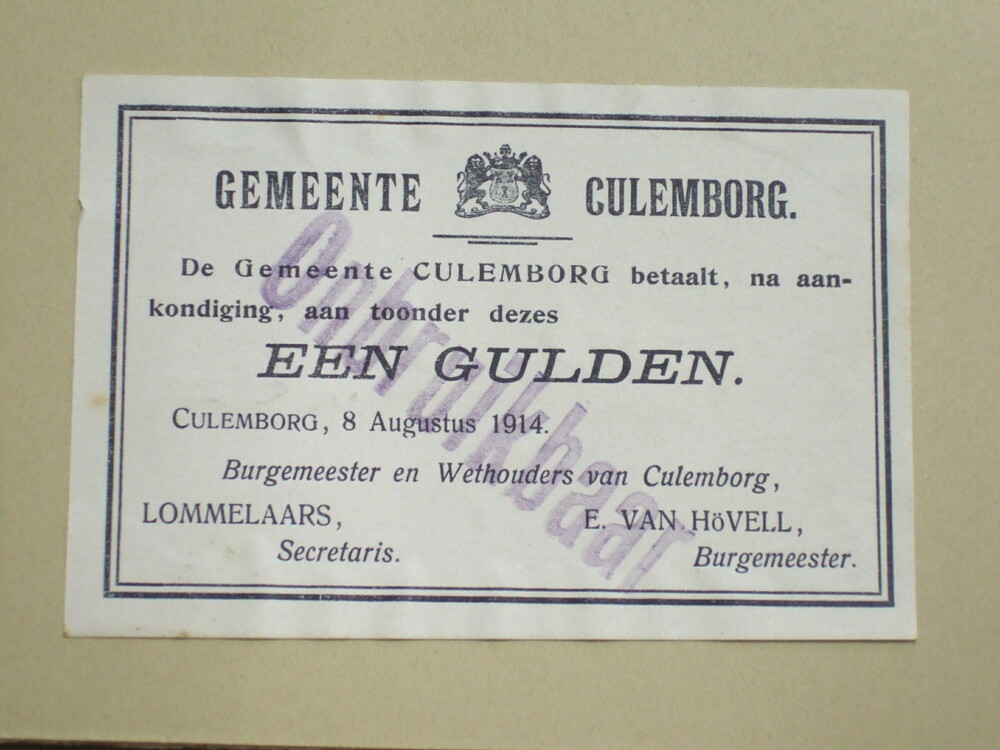 GEMEENTE CULEMBORG.
De Gemeente CULEMBORG betaalt, na aan-
kondiging, aan toonder dezes
EEN GULDEN.
CULEMBORG, 8 Augustus 1914.
Burgemeester en Wethouders van Culemborg,
LOMMELAARS, E. VAN HöVELL,
Secretaris. Burgemeester.
Onbruikbaar